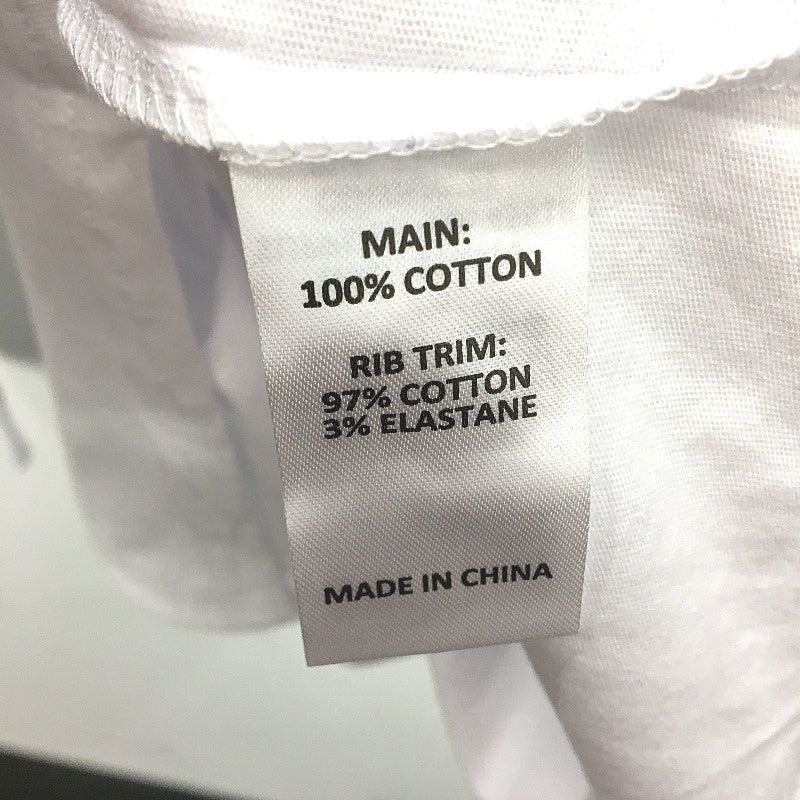 MAIN:
100% COTTON
RIB TRIM:
97% COTTON
3% ELASTANE
MADE IN CHINA